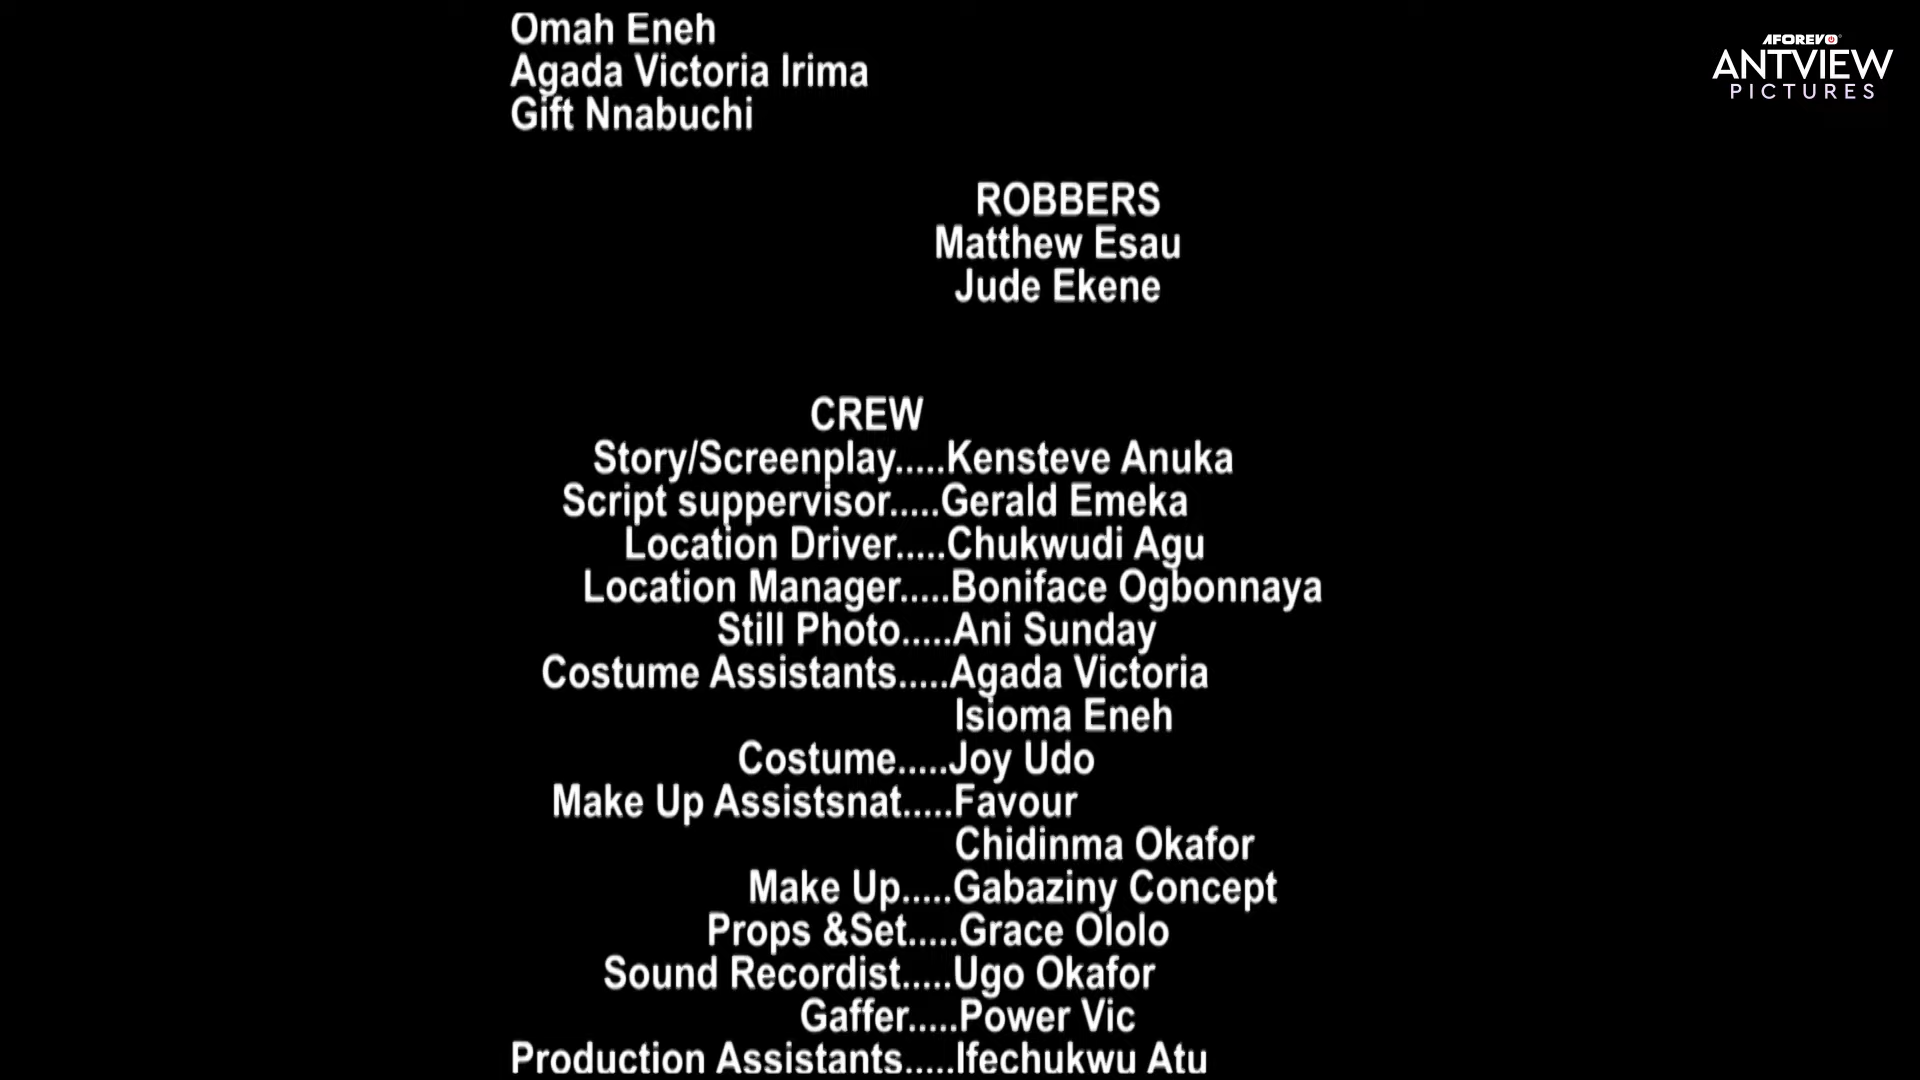 Omah Eneh
Agada Victoria Irima
Gift Nnabuchi
AFOREVO
ANTVIEW
PICTURES
ROBBERS
Matthew Esau
Jude Ekene
CREW
Story/Screenplay.....Kensteve Anuka
Script suppervisor.....Gerald Emeka
Location Driver.....Chukwudi Agu
Location Manager.....Boniface Ogbonnaya
Still Photo.....Ani Sunday
Costume Assistants.....Agada Victoria
Isioma Eneh
Costume.....Joy Udo
Make Up Assistsnat.....Favour
Chidinma Okafor
Make Up.....Gabaziny Concept
Props &Set.....Grace Ololo
Sound Recordist.....Ugo Okafor
Gaffer.....Power Vic
Production Assistants.....Ifechukwu Atu